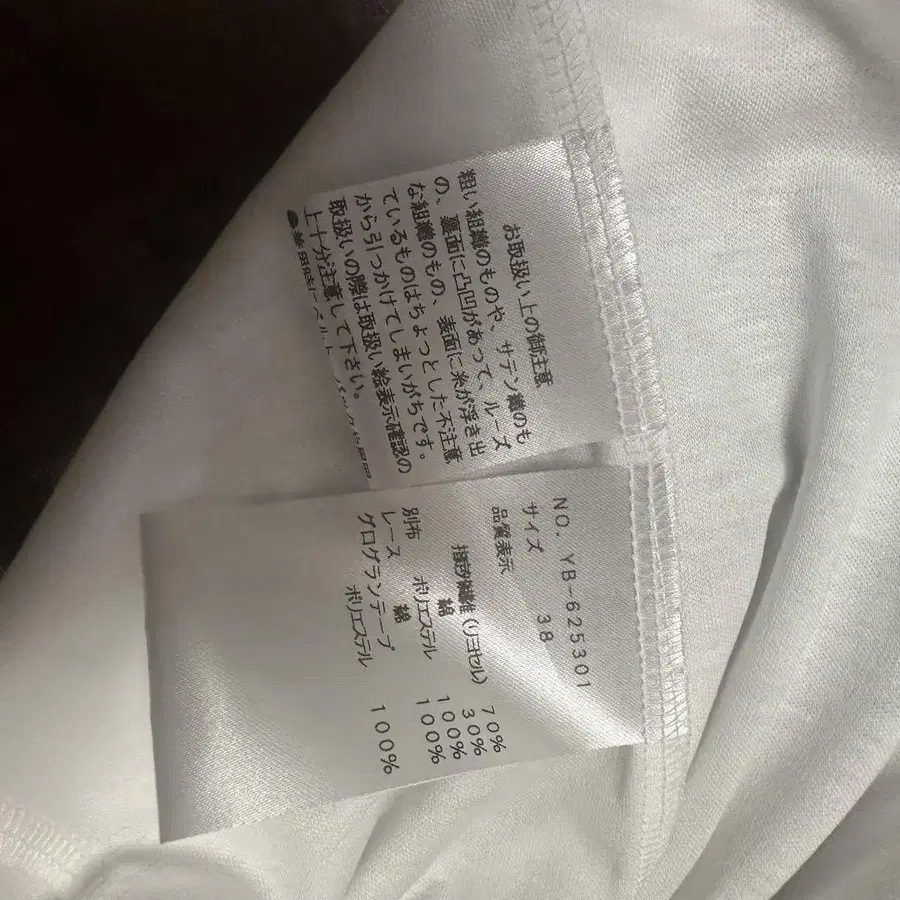 お取扱い上の御注意
粗い組織のものや、サテン織のも
の、裏面に凸凹があって、ルーズ
な組織のもの、表面に糸が浮き出
ているものはちょっとした不注意
から引っかけてしまいがちです。
取扱いの際は取扱い絵表示確認の
上十分注意して下さい。
NO. YB-625301
サイズ 38
品質表示
指定外繊維(リヨセル) 70%
綿 30%
別布 ポリエステル 100%
レース 綿 100%
グログランテープ
ポリエステル 100%